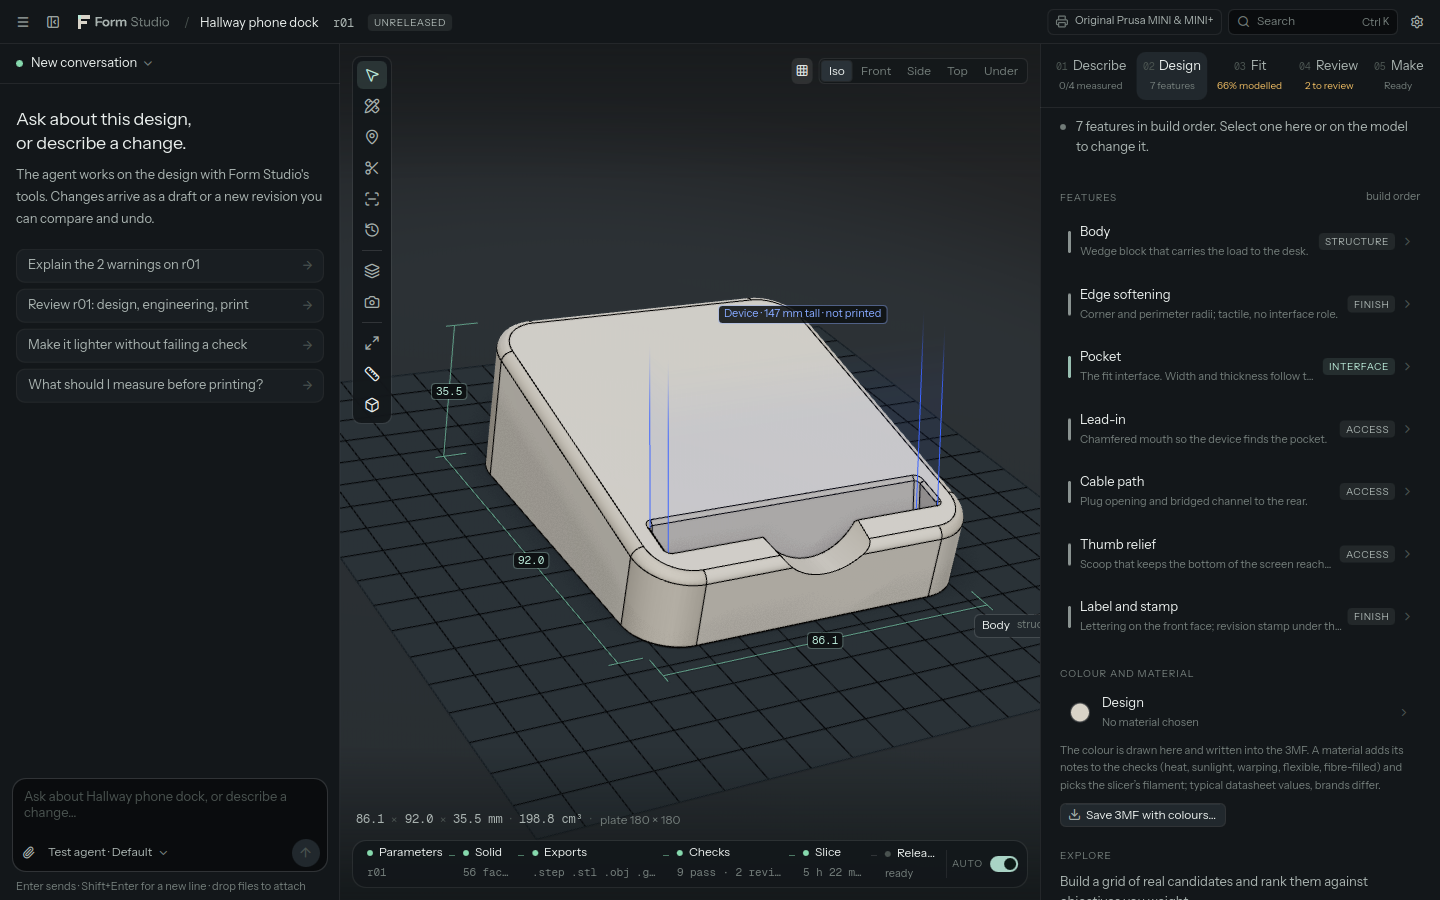 Form Studio / Hallway phone dock r01 UNRELEASED
Original Prusa MINI & MINI+
Search Ctrl K
New conversation
Ask about this design,
or describe a change.
The agent works on the design with Form Studio's
tools. Changes arrive as a draft or a new revision you
can compare and undo.
Explain the 2 warnings on r01
Review r01: design, engineering, print
Make it lighter without failing a check
What should I measure before printing?
Ask about Hallway phone dock, or describe a
change...
Test agent · Default
Enter sends · Shift+Enter for a new line · drop files to attach
Iso Front Side Top Under
Device · 147 mm tall · not printed
35.5
92.0
86.1
Body struc
86.1 × 92.0 × 35.5 mm · 198.8 cm³ · plate 180 × 180
Parameters
r01
Solid
56 fac…
Exports
.step .stl .obj .g…
Checks
9 pass · 2 revi…
Slice
5 h 22 m…
Relea…
ready
AUTO
01 Describe
0/4 measured
02 Design
7 features
03 Fit
66% modelled
04 Review
2 to review
05 Make
Ready
7 features in build order. Select one here or on the model
to change it.
FEATURES build order
Body
Wedge block that carries the load to the desk.
STRUCTURE
Edge softening
Corner and perimeter radii; tactile, no interface role.
FINISH
Pocket
The fit interface. Width and thickness follow t…
INTERFACE
Lead-in
Chamfered mouth so the device finds the pocket.
ACCESS
Cable path
Plug opening and bridged channel to the rear.
ACCESS
Thumb relief
Scoop that keeps the bottom of the screen reach…
ACCESS
Label and stamp
Lettering on the front face; revision stamp under th…
FINISH
COLOUR AND MATERIAL
Design
No material chosen
The colour is drawn here and written into the 3MF. A material adds its
notes to the checks (heat, sunlight, warping, flexible, fibre-filled) and
picks the slicer's filament; typical datasheet values, brands differ.
Save 3MF with colours…
EXPLORE
Build a grid of real candidates and rank them against